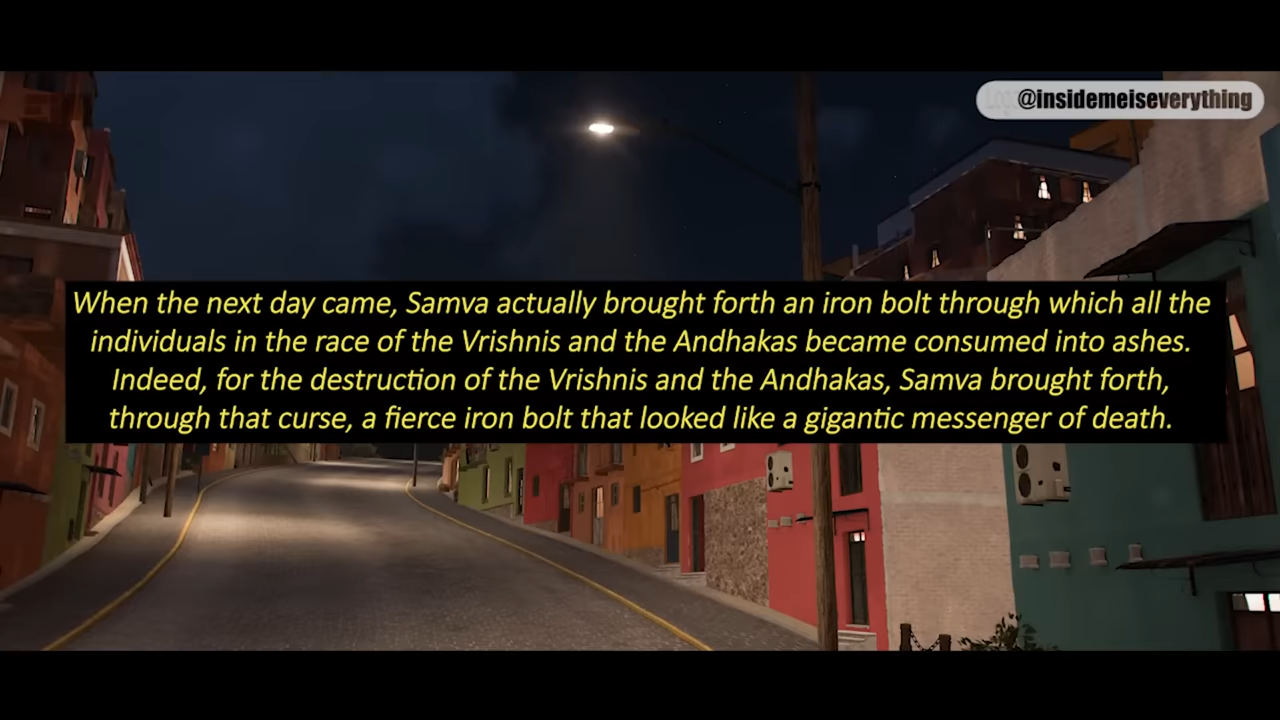 @insidemeiseverything
When the next day came, Samva actually brought forth an iron bolt through which all the
individuals in the race of the Vrishnis and the Andhakas became consumed into ashes.
Indeed, for the destruction of the Vrishnis and the Andhakas, Samva brought forth,
through that curse, a fierce iron bolt that looked like a gigantic messenger of death.